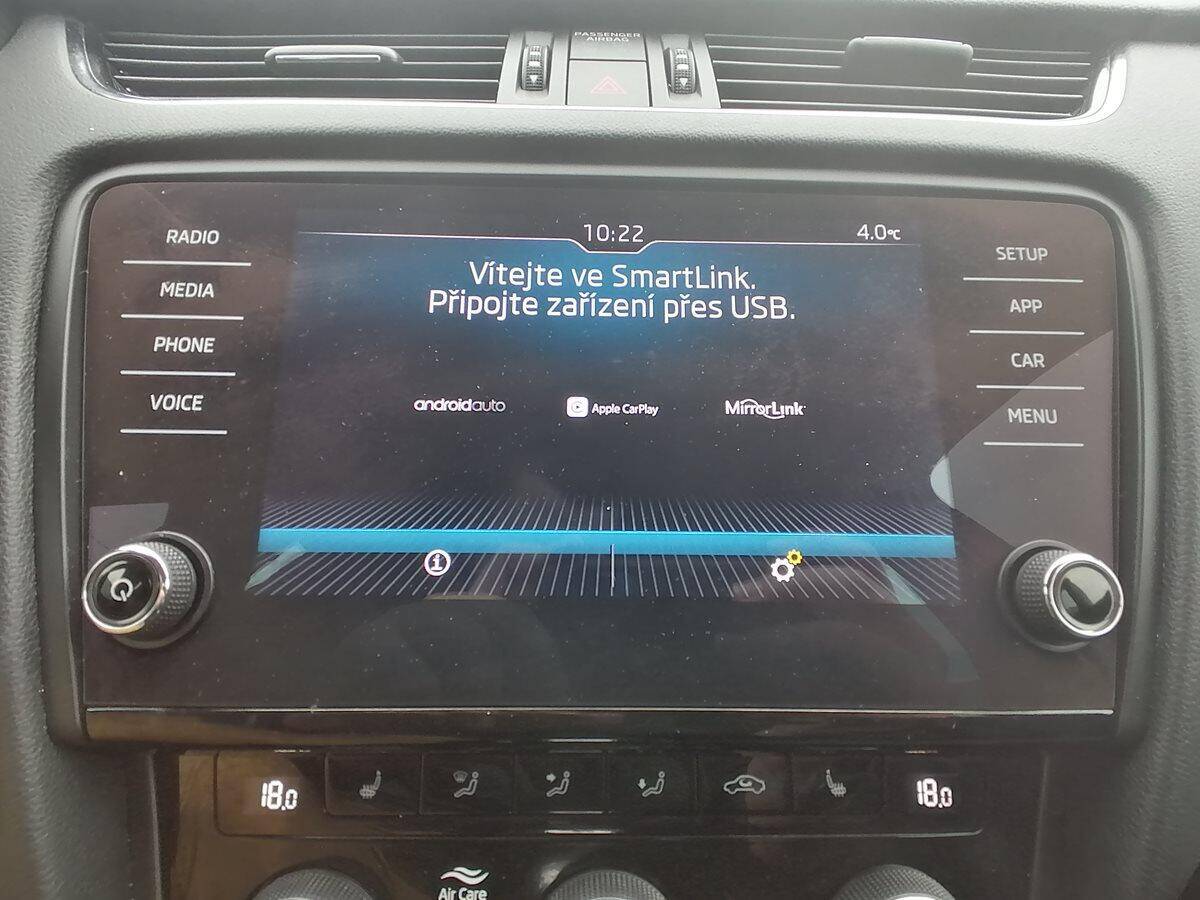 PASSENGER
AIRBAG
10:22
4.0°C
Vítejte ve SmartLink.
Připojte zařízení přes USB.
RADIO
MEDIA
PHONE
VOICE
SETUP
APP
CAR
MENU
androidauto
Apple CarPlay
MirrorLink
18.0
18.0
Air Care